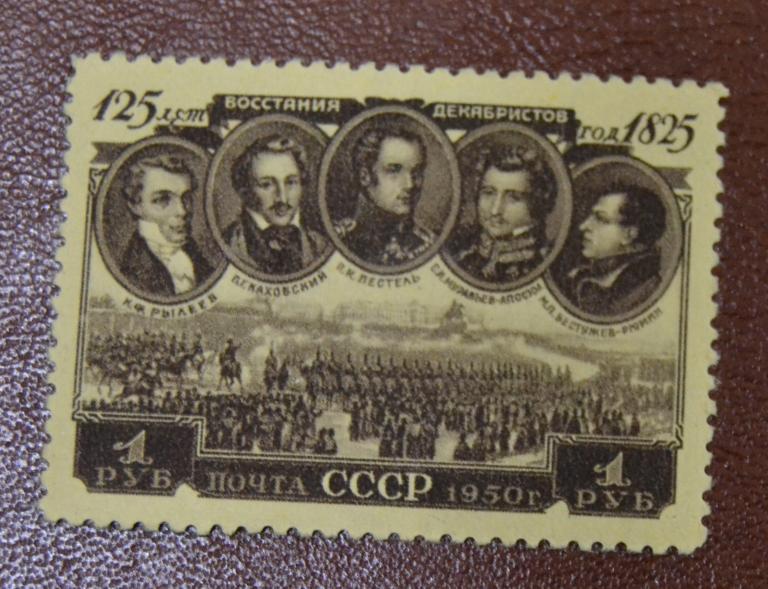 125 лет ВОССТАНИЯ ДЕКАБРИСТОВ год 1825
К.Ф. РЫЛЕЕВ
П.Г. КАХОВСКИЙ
П.И. ПЕСТЕЛЬ
С.И. МУРАВЬЕВ-АПОСТОЛ
М.П. БЕСТУЖЕВ-РЮМИН
1 РУБ
ПОЧТА СССР 1950 г.
1 РУБ